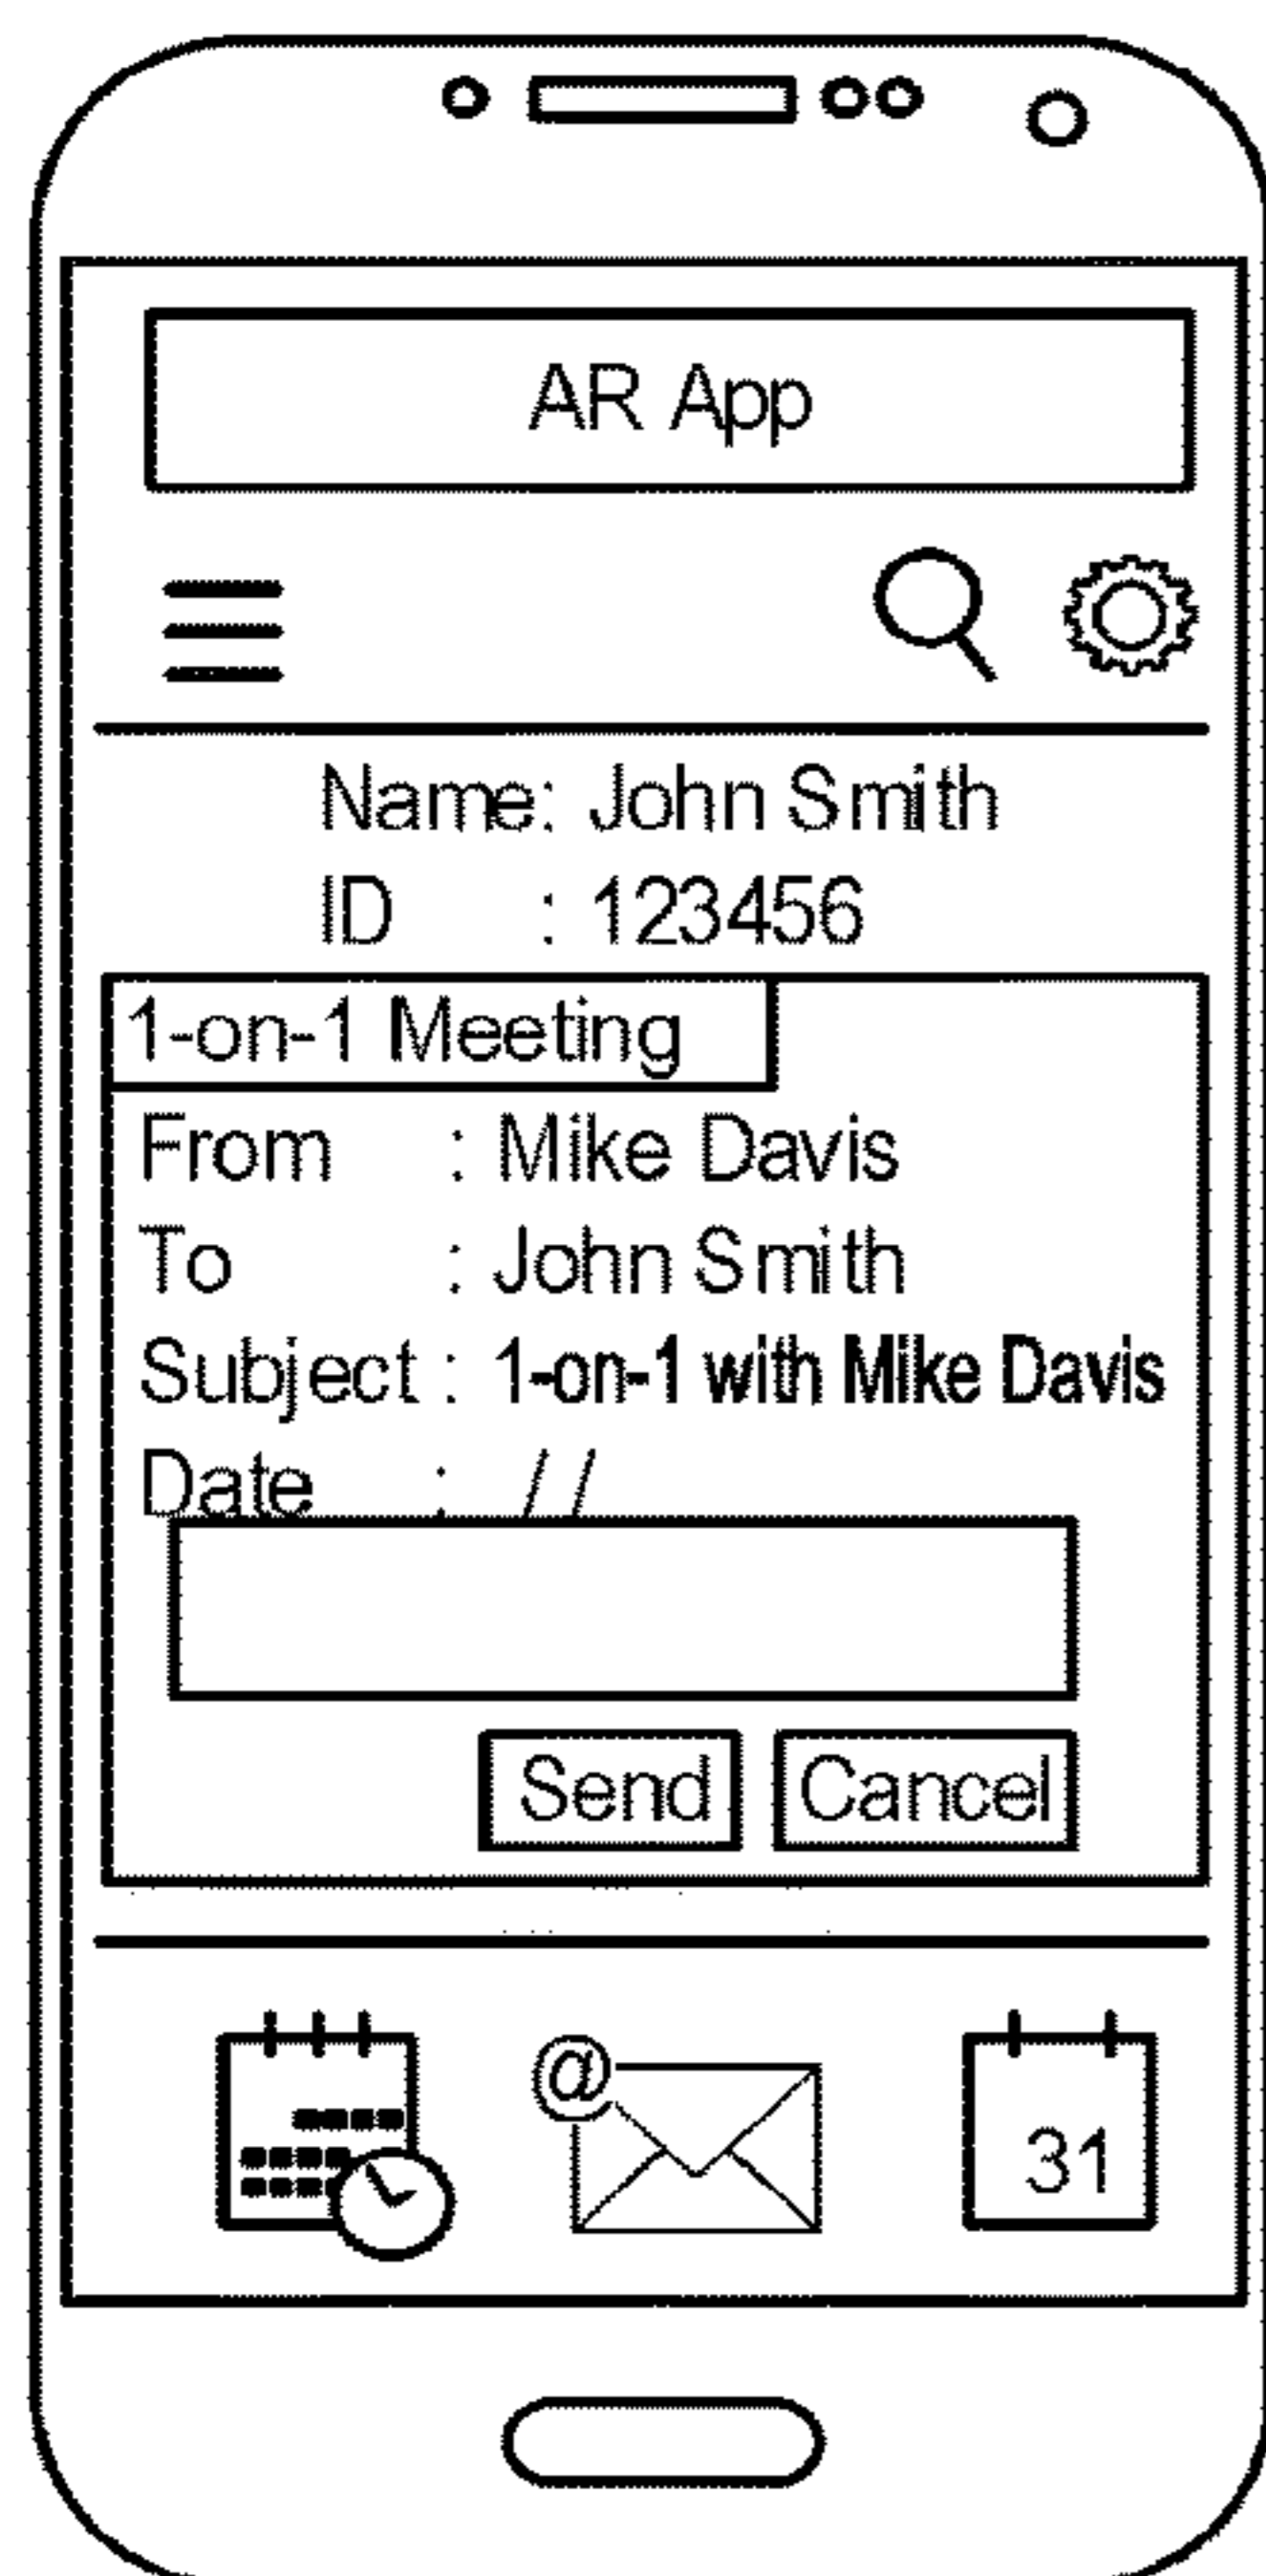 AR App
Name: John Smith
ID : 123456
1-on-1 Meeting
From : Mike Davis
To : John Smith
Subject : 1-on-1 with Mike Davis
Date : / /
Send Cancel
@ 31